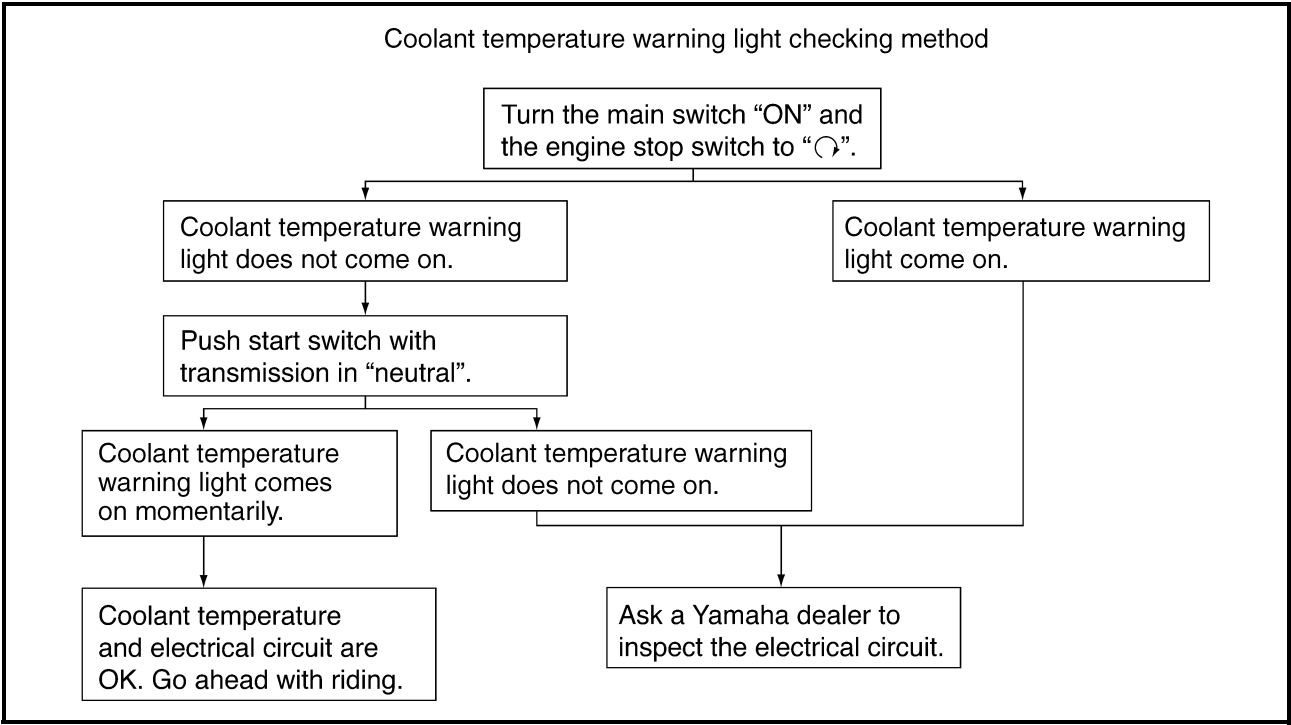 Coolant temperature warning light checking method
Turn the main switch “ON” and
the engine stop switch to “”.
Coolant temperature warning
light does not come on.
Coolant temperature warning
light come on.
Push start switch with
transmission in “neutral”.
Coolant temperature
warning light comes
on momentarily.
Coolant temperature warning
light does not come on.
Coolant temperature
and electrical circuit are
OK. Go ahead with riding.
Ask a Yamaha dealer to
inspect the electrical circuit.